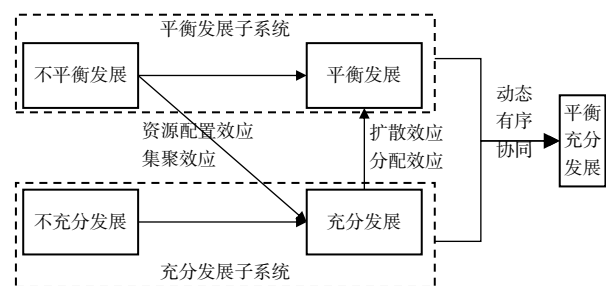 平衡发展子系统
不平衡发展
平衡发展
动态
有序
协同
平衡
充分
发展
资源配置效应
集聚效应
扩散效应
分配效应
不充分发展
充分发展
充分发展子系统